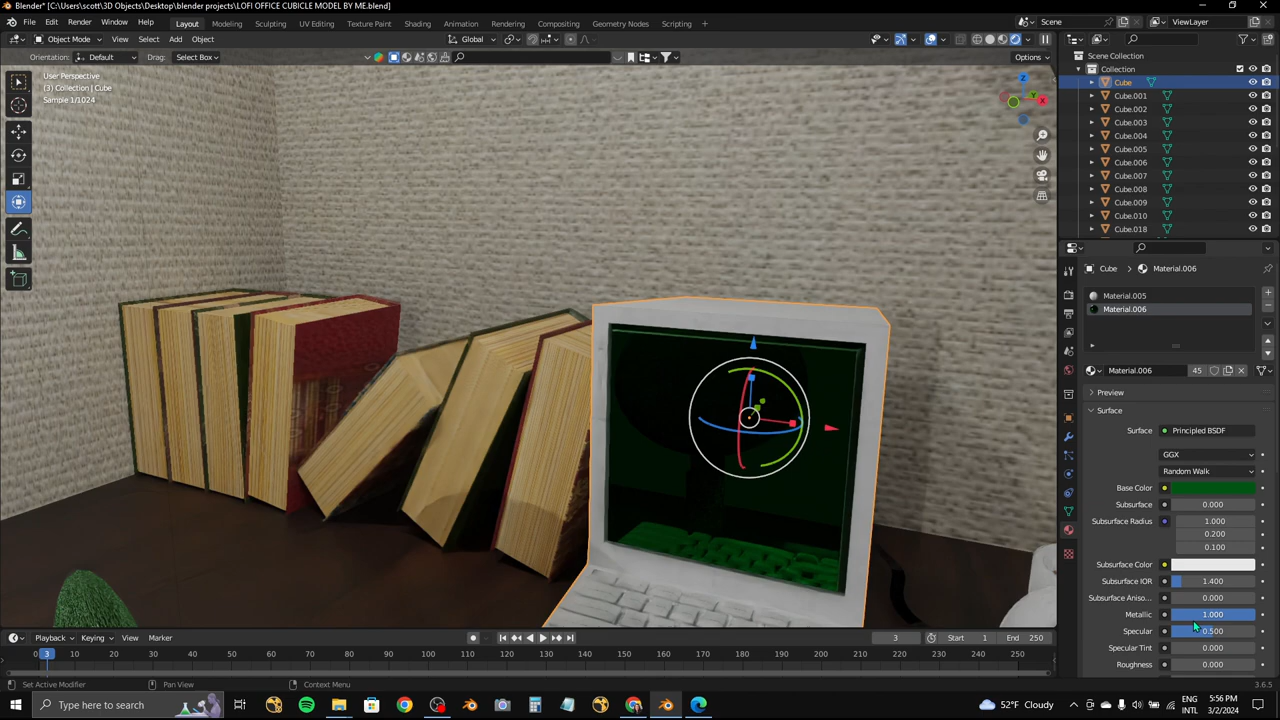 Blender* [C:\Users\scott\3D Objects\Desktop\blender projects\LOFI OFFICE CUBICLE MODEL BY ME.blend]
File Edit Render Window Help Layout Modeling Sculpting UV Editing Texture Paint Shading Animation Rendering Compositing Geometry Nodes Scripting Scene ViewLayer
Object Mode View Select Add Object Global
Orientation: Default Drag: Select Box Options
User Perspective
(3) Collection | Cube
Sample 1/1024
Z
Y
X
Scene Collection
Collection
Cube
Cube.001
Cube.002
Cube.003
Cube.004
Cube.005
Cube.006
Cube.007
Cube.008
Cube.009
Cube.010
Cube.018
Cube > Material.006
Material.005
Material.006
Material.006 45
Preview
Surface
Surface Principled BSDF
GGX
Random Walk
Base Color
Subsurface 0.000
Subsurface Radius 1.000
0.200
0.100
Subsurface Color
Subsurface IOR 1.400
Subsurface Aniso... 0.000
Metallic 1.000
Specular 0.500
Specular Tint 0.000
Roughness 0.000
Playback Keying View Marker 3 Start 1 End 250
0 3 10 20 30 40 50 60 70 80 90 100 110 120 130 140 150 160 170 180 190 200 210 220 230 240 250
Set Active Modifier Pan View Context Menu 3.6.5
Type here to search 52°F Cloudy ENG INTL 5:56 PM 3/2/2024